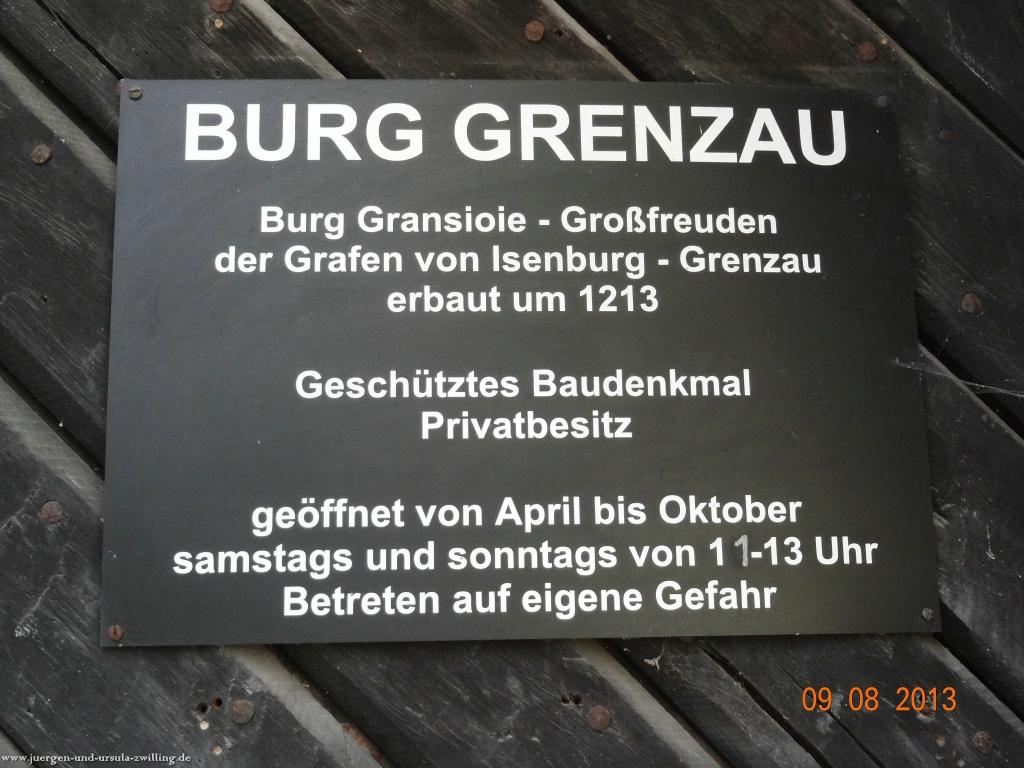 BURG GRENZAU
Burg Gransioie - Großfreuden
der Grafen von Isenburg - Grenzau
erbaut um 1213
Geschütztes Baudenkmal
Privatbesitz
geöffnet von April bis Oktober
samstags und sonntags von 11-13 Uhr
Betreten auf eigene Gefahr
09 08 2013
www.juergen-und-ursula-zwilling.de